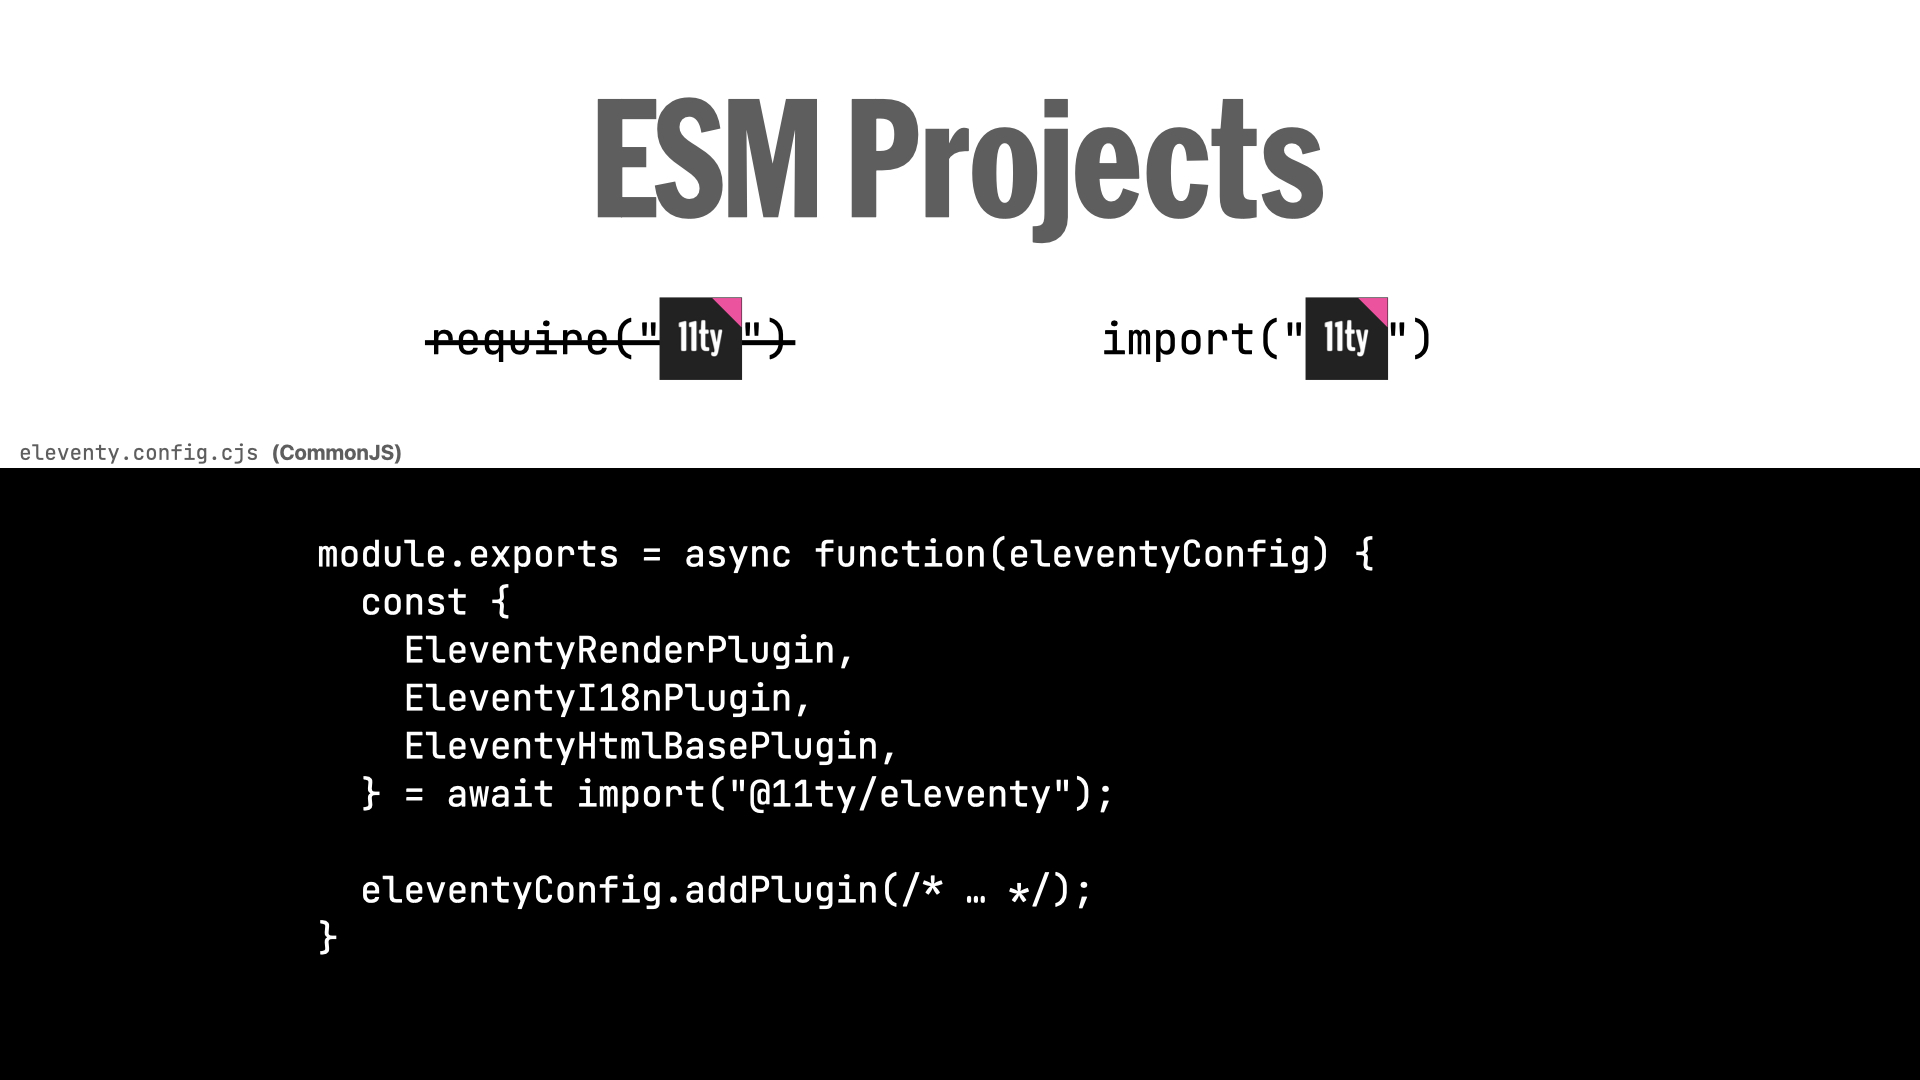 ESM Projects
require("11ty")
import("11ty")
eleventy.config.cjs (CommonJS)
module.exports = async function(eleventyConfig) {
  const {
    EleventyRenderPlugin,
    EleventyI18nPlugin,
    EleventyHtmlBasePlugin,
  } = await import("@11ty/eleventy");

  eleventyConfig.addPlugin(/* … */);
}